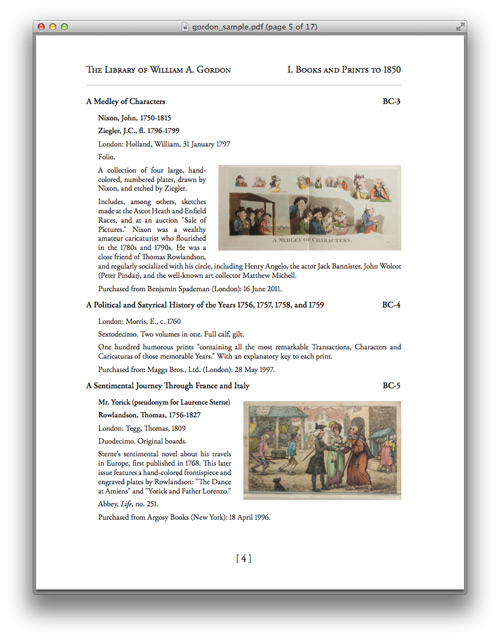 gordon_sample.pdf (page 5 of 17)
The Library of William A. Gordon
I. Books and Prints to 1850
A Medley of Characters
BC-3
Nixon, John, 1750-1815
Ziegler, J.C., fl. 1796-1799
London: Holland, William, 31 January 1797
Folio.
A collection of four large, hand-
colored, numbered plates, drawn by
Nixon, and etched by Ziegler.
Includes, among others, sketches
made at the Ascot Heath and Enfield
Races, and at an auction "Sale of
Pictures." Nixon was a wealthy
amateur caricaturist who flourished
in the 1780s and 1790s. He was a
close friend of Thomas Rowlandson,
A MEDLEY OF CHARACTERS.
and regularly socialized with his circle, including Henry Angelo, the actor Jack Bannister, John Wolcot
(Peter Pindar), and the well-known art collector Matthew Michell.
Purchased from Benjamin Spademan (London): 16 June 2011.
A Political and Satyrical History of the Years 1756, 1757, 1758, and 1759
BC-4
London: Morris, E., c. 1760
Sextodecimo. Two volumes in one. Full calf, gilt.
One hundred humorous prints "containing all the most remarkable Transactions, Characters and
Caricaturas of those memorable Years." With an explanatory key to each print.
Purchased from Maggs Bros., Ltd. (London): 28 May 1997.
A Sentimental Journey Through France and Italy
BC-5
Mr. Yorick (pseudonym for Laurence Sterne)
Rowlandson, Thomas, 1756-1827
London: Tegg, Thomas, 1809
Duodecimo. Original boards.
Sterne's sentimental novel about his travels
in Europe, first published in 1768. This later
issue features a hand-colored frontispiece and
engraved plates by Rowlandson: "The Dance
at Amiens" and "Yorick and Father Lorenzo."
Abbey, Life, no. 251.
Purchased from Argosy Books (New York): 18 April 1996.
[ 4 ]